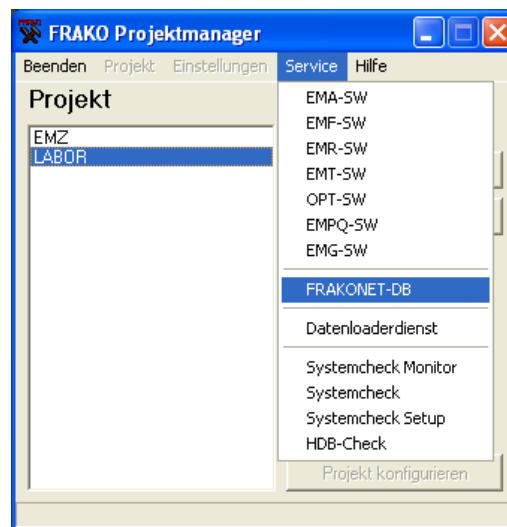 FRAKO Projektmanager
Beenden Projekt Einstellungen Service Hilfe
Projekt
EMZ
LABOR
EMA-SW
EMF-SW
EMR-SW
EMT-SW
OPT-SW
EMPQ-SW
EMG-SW
FRAKONET-DB
Datenloaderdienst
Systemcheck Monitor
Systemcheck
Systemcheck Setup
HDB-Check
Projekt konfigurieren